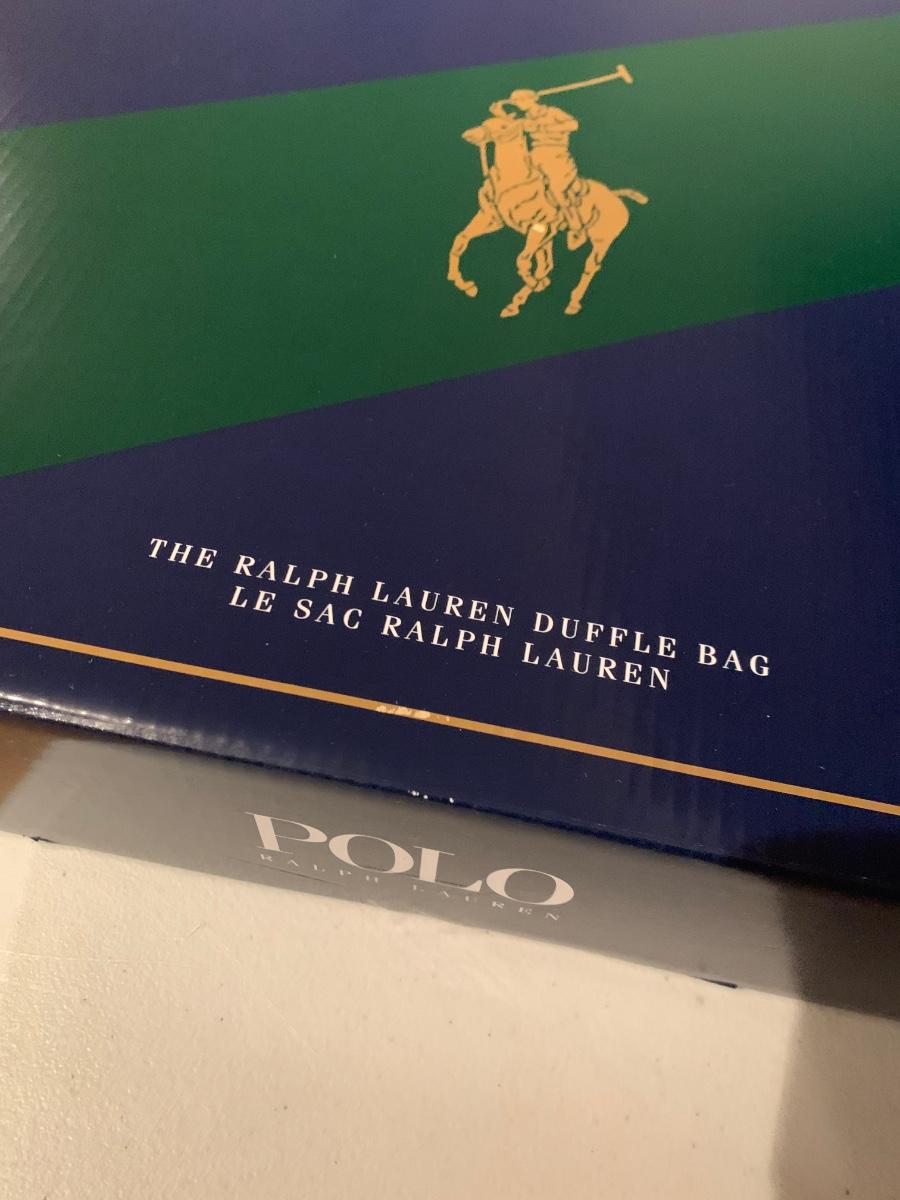 THE RALPH LAUREN DUFFLE BAG
LE SAC RALPH LAUREN
POLO
RALPH LAUREN